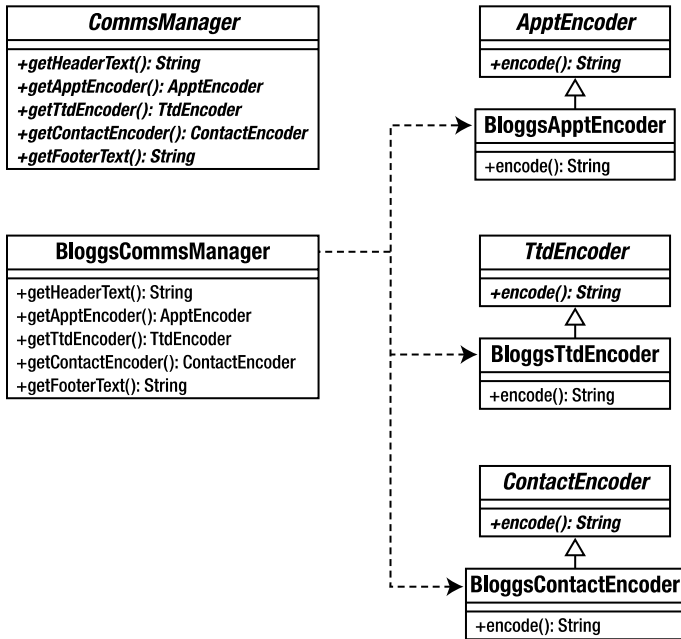 CommsManager
+getHeaderText(): String
+getApptEncoder(): ApptEncoder
+getTtdEncoder(): TtdEncoder
+getContactEncoder(): ContactEncoder
+getFooterText(): String
BloggsCommsManager
+getHeaderText(): String
+getApptEncoder(): ApptEncoder
+getTtdEncoder(): TtdEncoder
+getContactEncoder(): ContactEncoder
+getFooterText(): String
ApptEncoder
+encode(): String
BloggsApptEncoder
+encode(): String
TtdEncoder
+encode(): String
BloggsTtdEncoder
+encode(): String
ContactEncoder
+encode(): String
BloggsContactEncoder
+encode(): String